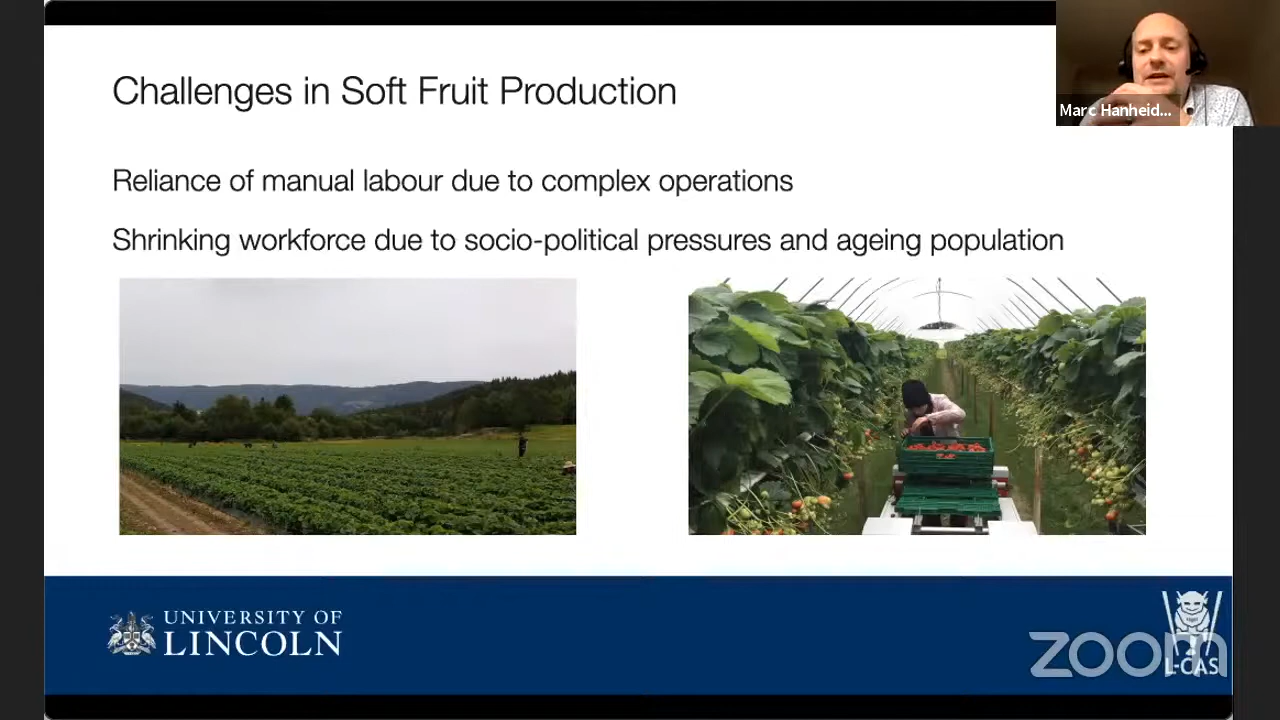 Challenges in Soft Fruit Production
Marc Hanheid...
Reliance of manual labour due to complex operations
Shrinking workforce due to socio-political pressures and ageing population
UNIVERSITY OF
LINCOLN
zoom
L-CAS